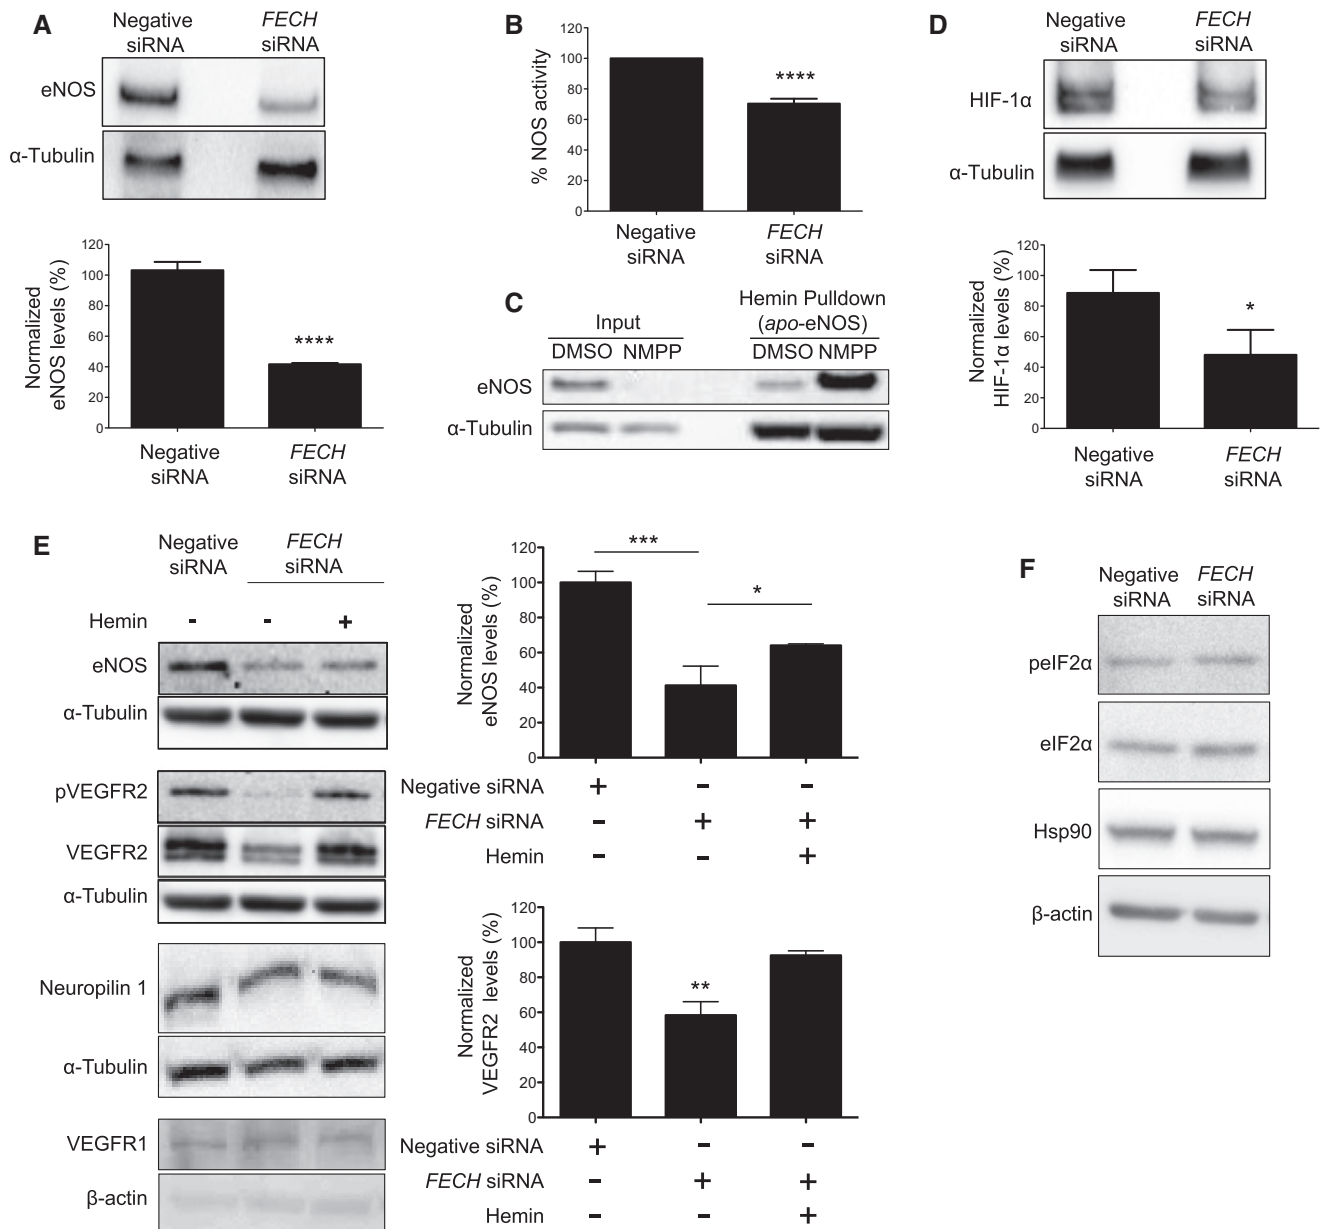 A
Negative siRNA
FECH siRNA
eNOS
α-Tubulin
Normalized eNOS levels (%)
120
100
80
60
40
20
0
****
Negative siRNA
FECH siRNA
B
% NOS activity
120
100
80
60
40
20
0
****
Negative siRNA
FECH siRNA
C
Input
Hemin Pulldown
(apo-eNOS)
DMSO NMPP DMSO NMPP
eNOS
α-Tubulin
D
Negative siRNA
FECH siRNA
HIF-1α
α-Tubulin
Normalized HIF-1α levels (%)
120
100
80
60
40
20
0
*
Negative siRNA
FECH siRNA
E
Negative siRNA
FECH siRNA
Hemin - - +
eNOS
α-Tubulin
pVEGFR2
VEGFR2
α-Tubulin
Neuropilin 1
α-Tubulin
VEGFR1
β-actin
Normalized eNOS levels (%)
120
100
80
60
40
20
0
***
*
Negative siRNA + - -
FECH siRNA - + +
Hemin - - +
Normalized VEGFR2 levels (%)
120
100
80
60
40
20
0
**
Negative siRNA + - -
FECH siRNA - + +
Hemin - - +
F
Negative siRNA
FECH siRNA
peIF2α
eIF2α
Hsp90
β-actin